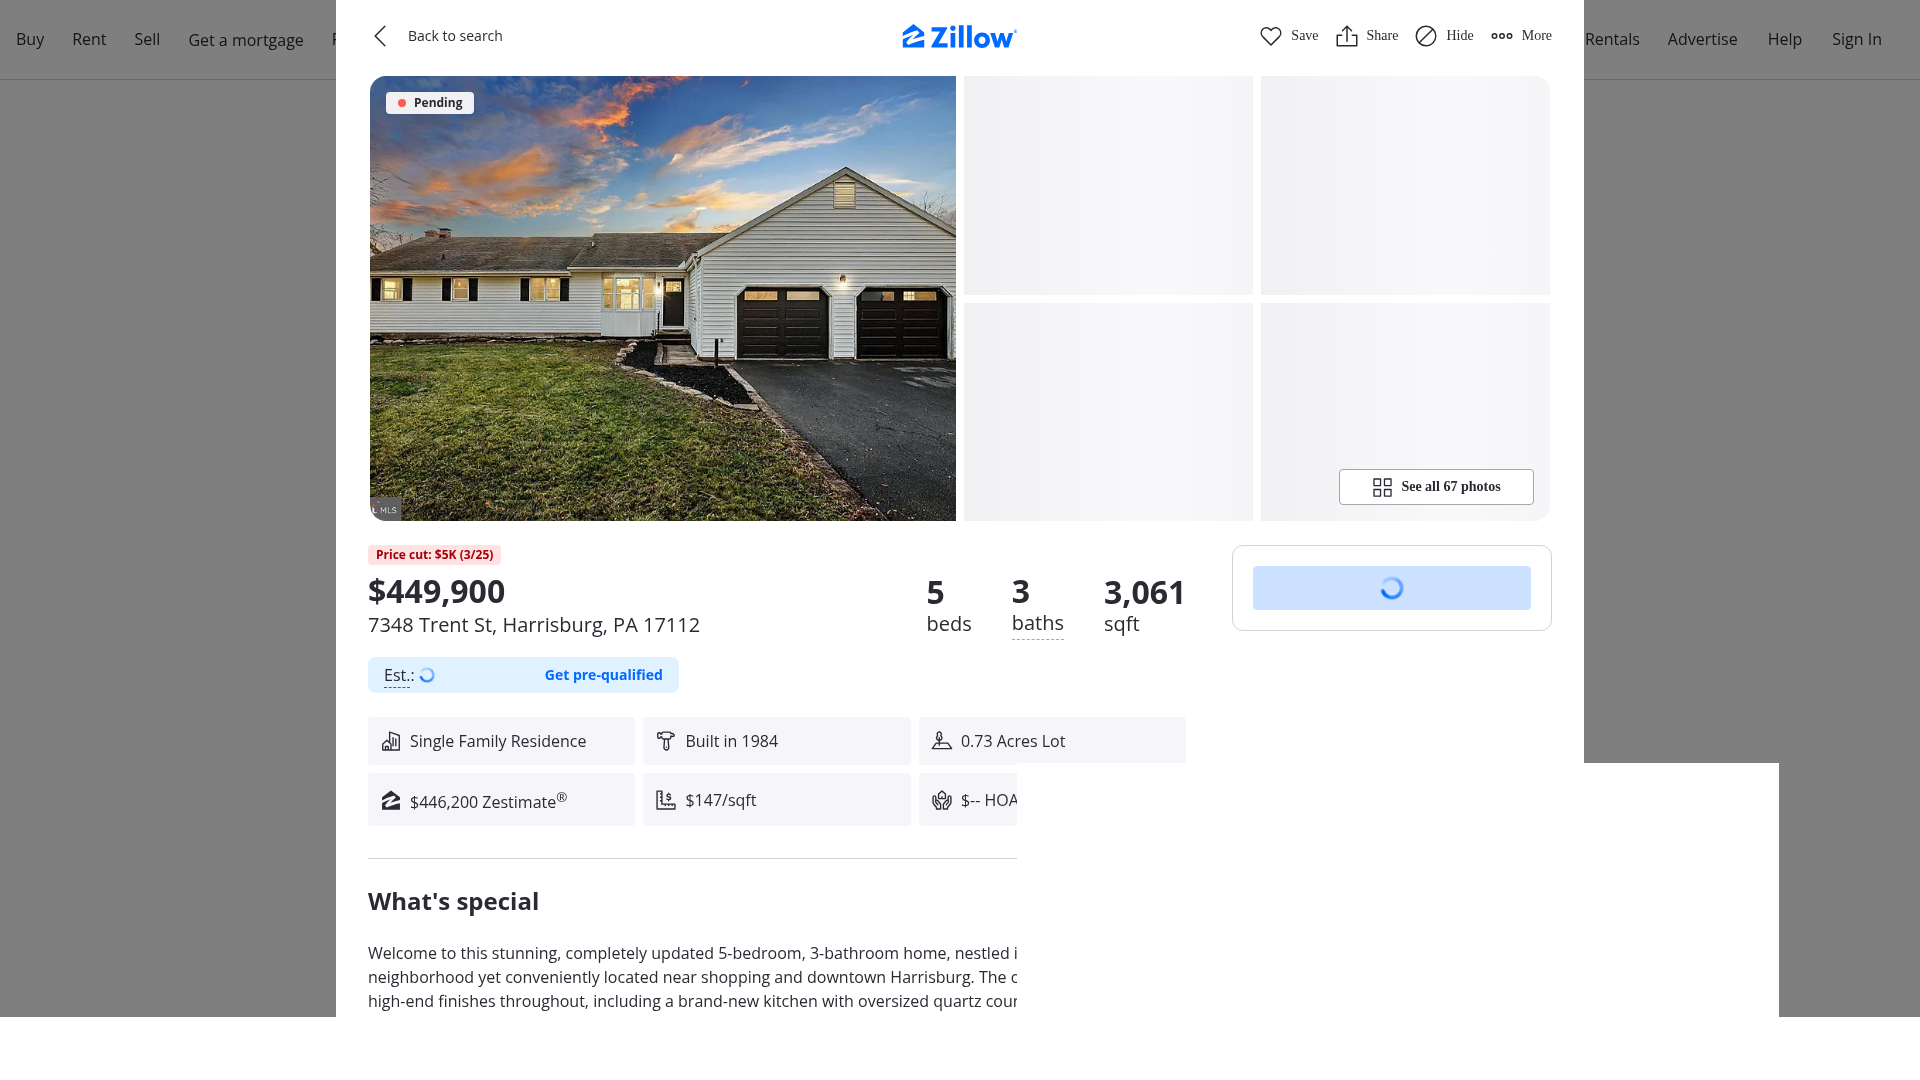 Buy Rent Sell Get a mortgage
Back to search
Zillow
Save Share Hide More
Rentals Advertise Help Sign In
Pending
MLS
See all 67 photos
Price cut: $5K (3/25)
$449,900
7348 Trent St, Harrisburg, PA 17112
5 beds
3 baths
3,061 sqft
Est.:
Get pre-qualified
Single Family Residence
Built in 1984
0.73 Acres Lot
$446,200 Zestimate®
$147/sqft
$-- HOA
What's special
Welcome to this stunning, completely updated 5-bedroom, 3-bathroom home, nestled
neighborhood yet conveniently located near shopping and downtown Harrisburg. The
high-end finishes throughout, including a brand-new kitchen with oversized quartz